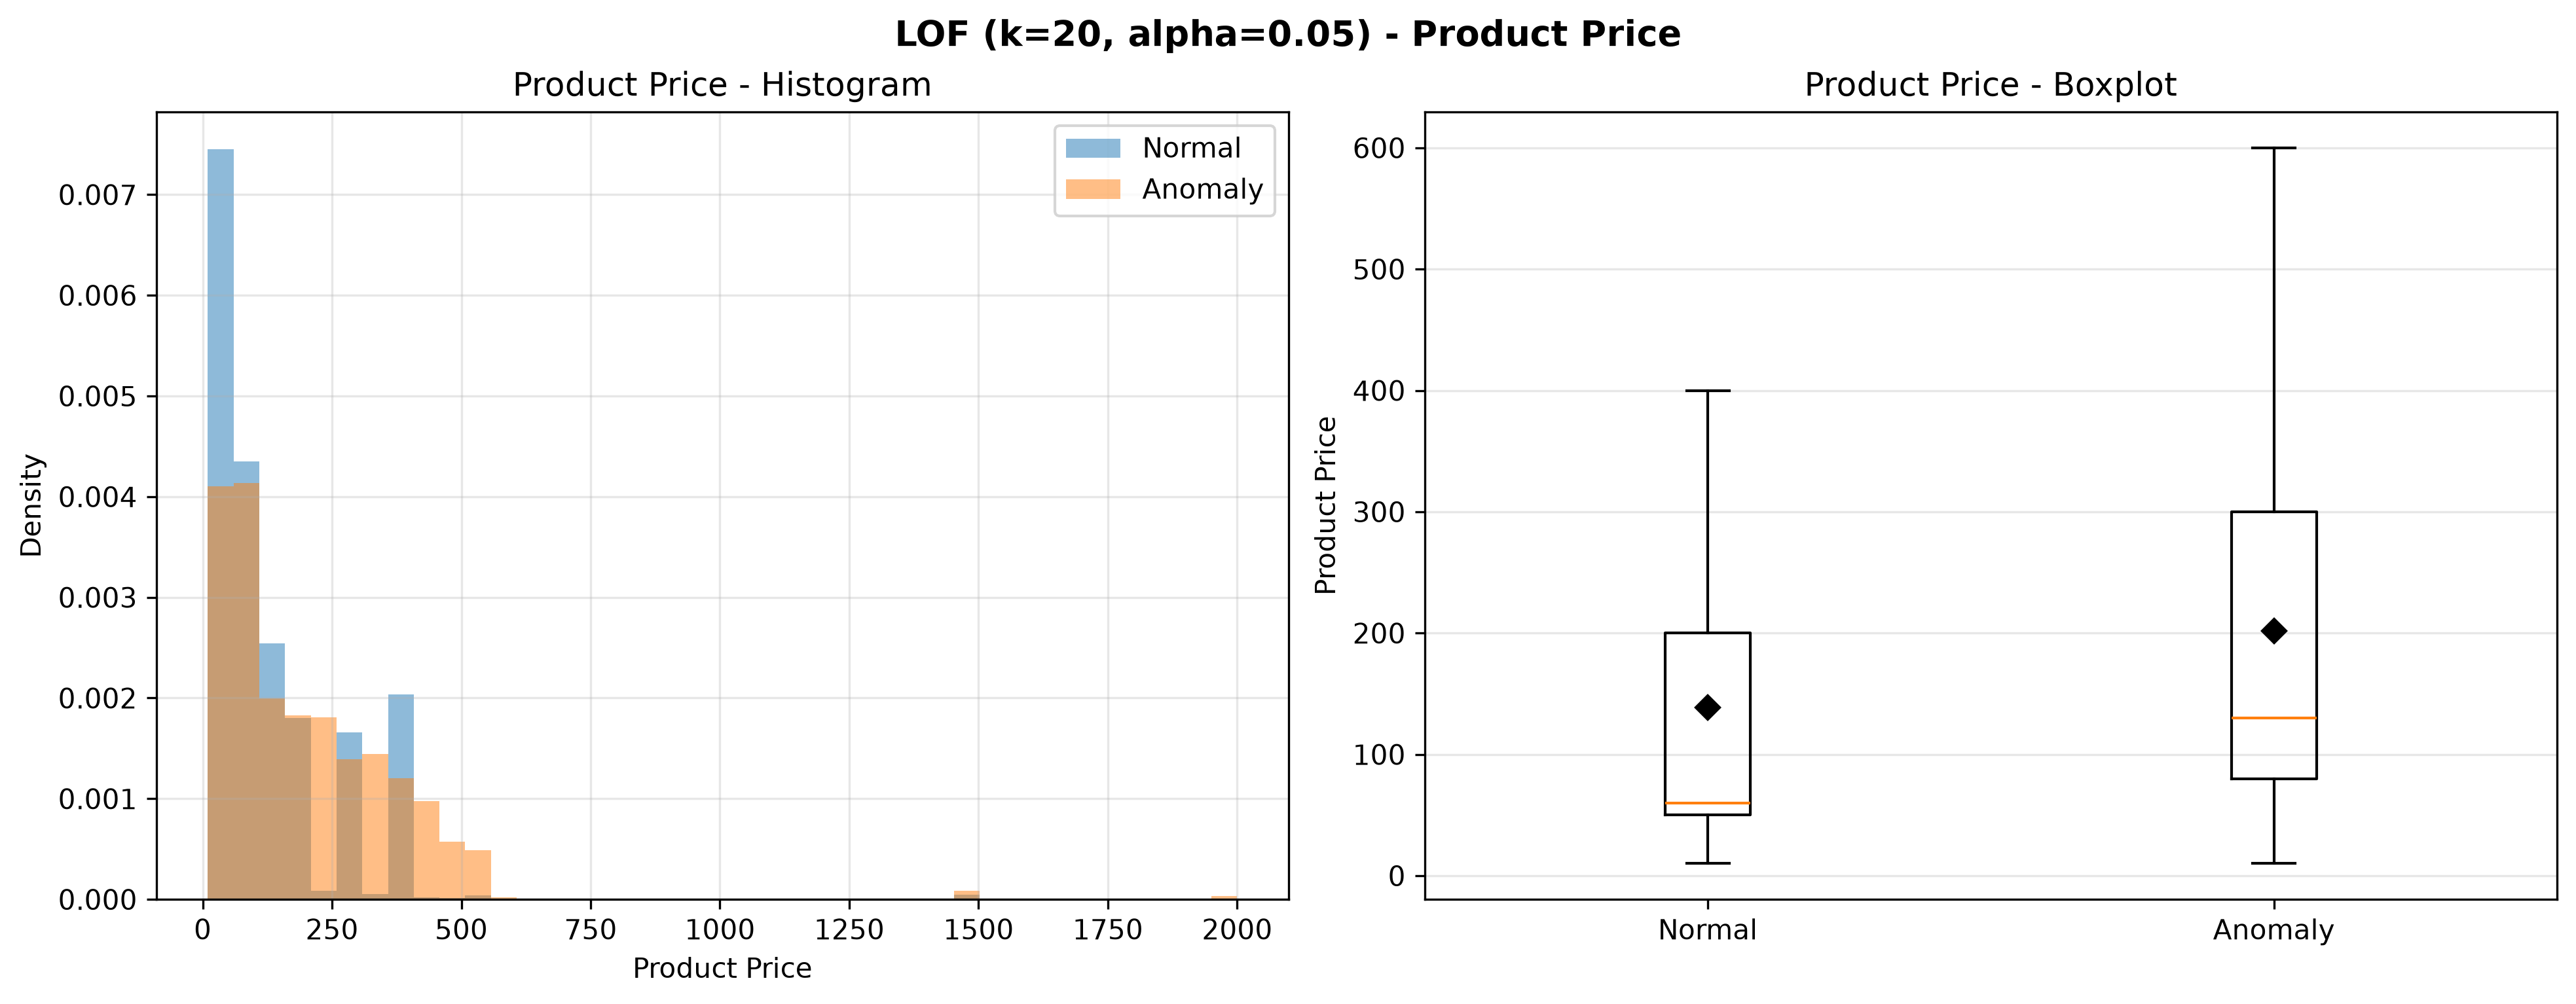 LOF (k=20, alpha=0.05) - Product Price
Product Price - Histogram
Normal
Anomaly
Density
0.007
0.006
0.005
0.004
0.003
0.002
0.001
0.000
0 250 500 750 1000 1250 1500 1750 2000
Product Price
Product Price - Boxplot
Product Price
600
500
400
300
200
100
0
Normal Anomaly